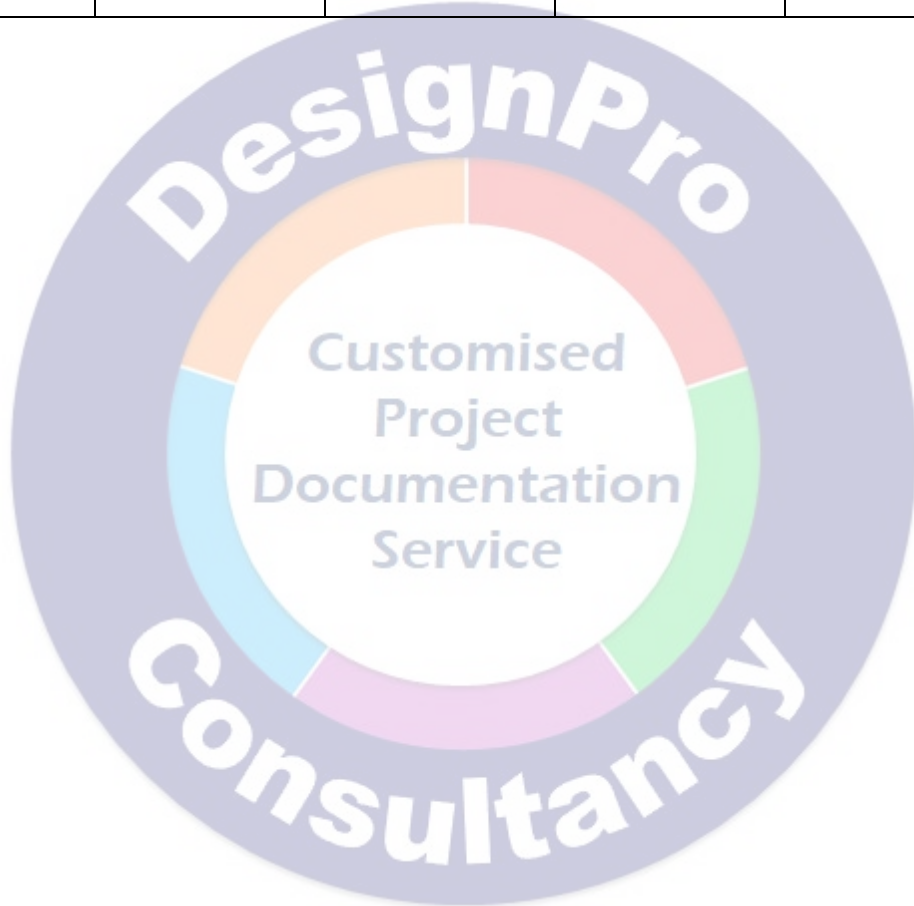 DesignPro
Customised
Project
Documentation
Service
Consultancy